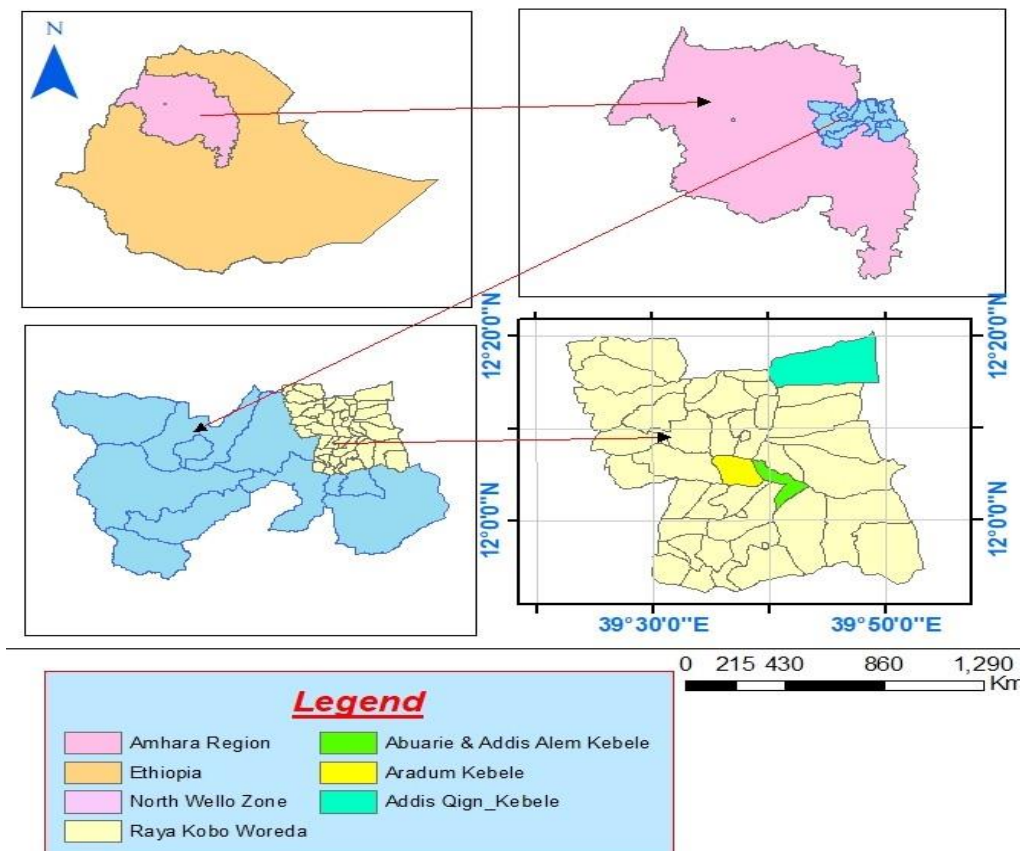 N
12°20'0"N
12°0'0"N
12°20'0"N
12°0'0"N
39°30'0"E 39°50'0"E
0 215 430 860 1,290
Km
Legend
Amhara Region
Ethiopia
North Wello Zone
Raya Kobo Woreda
Abuarie & Addis Alem Kebele
Aradum Kebele
Addis Qign_Kebele